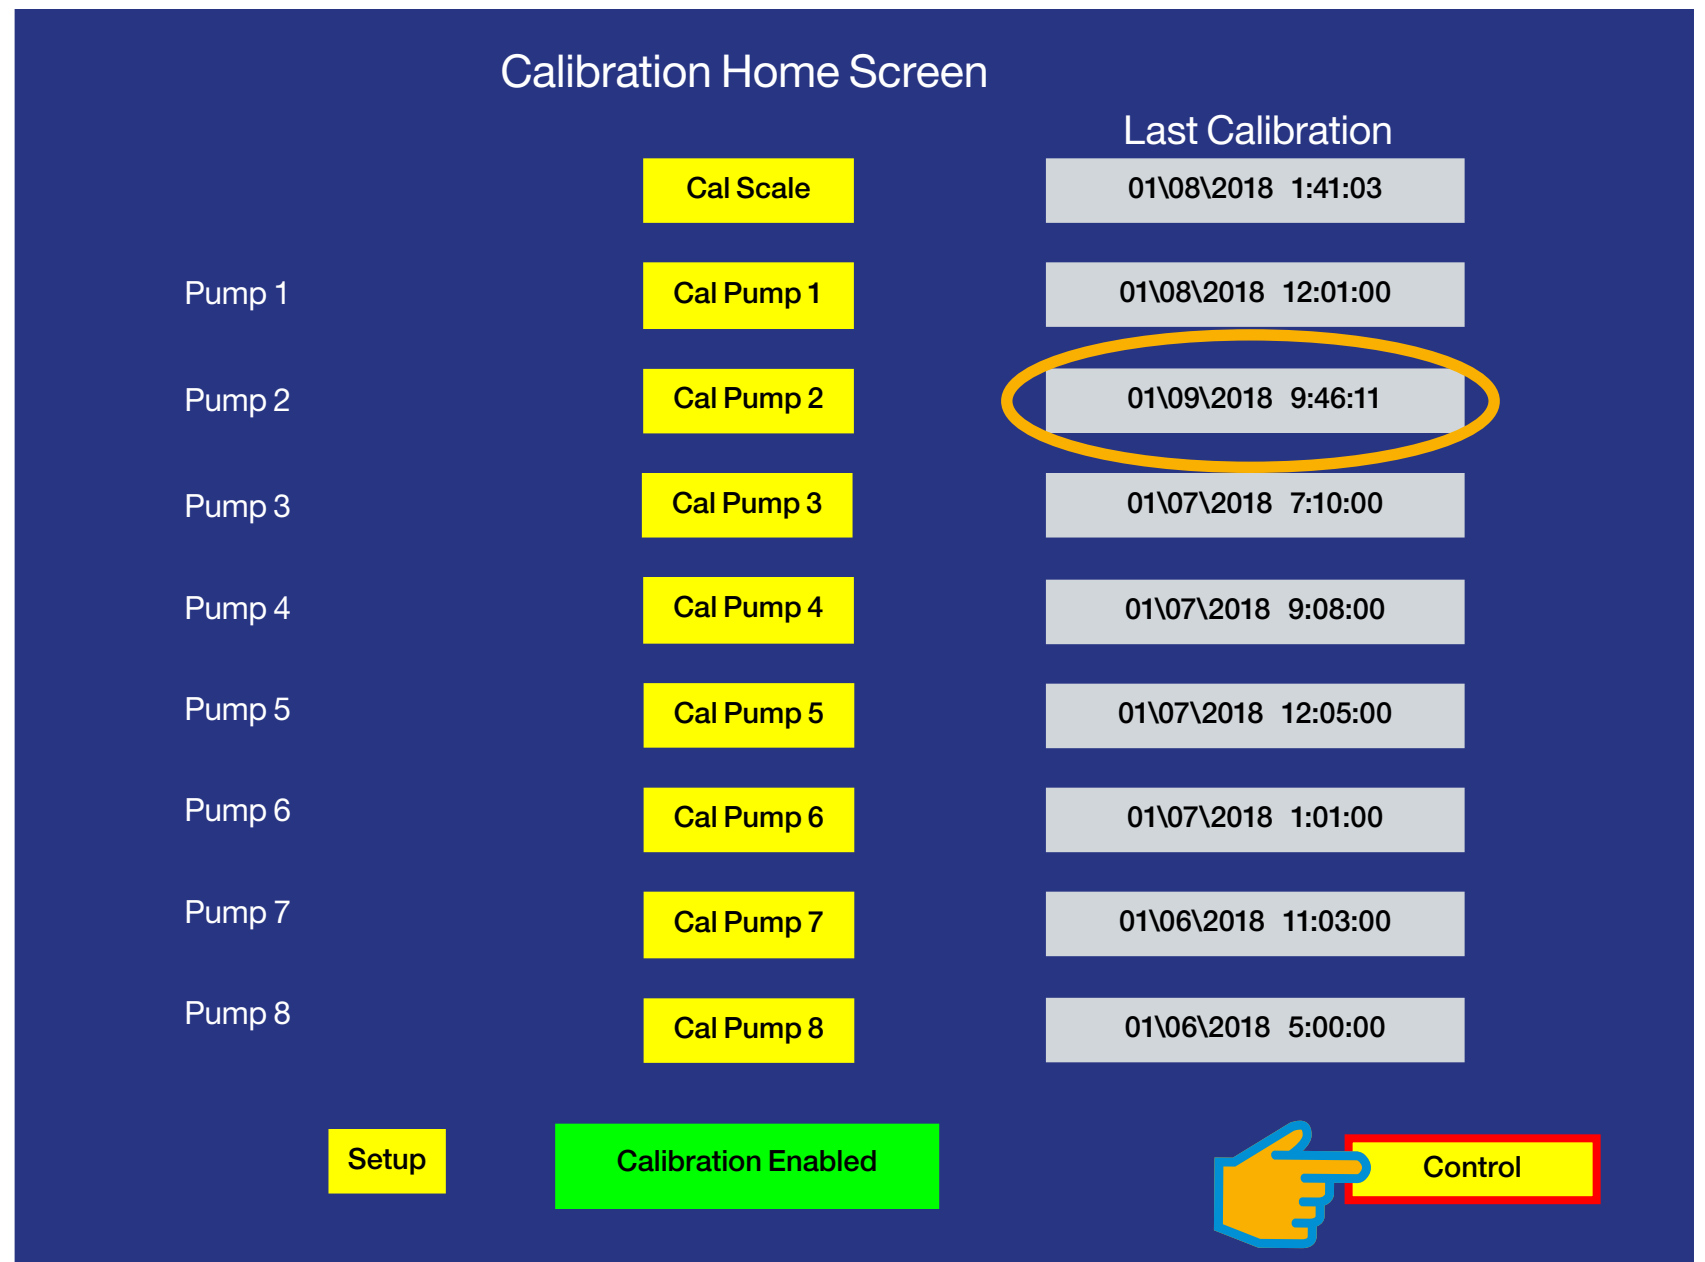 Calibration Home Screen
Last Calibration
Cal Scale 01\08\2018 1:41:03
Pump 1 Cal Pump 1 01\08\2018 12:01:00
Pump 2 Cal Pump 2 01\09\2018 9:46:11
Pump 3 Cal Pump 3 01\07\2018 7:10:00
Pump 4 Cal Pump 4 01\07\2018 9:08:00
Pump 5 Cal Pump 5 01\07\2018 12:05:00
Pump 6 Cal Pump 6 01\07\2018 1:01:00
Pump 7 Cal Pump 7 01\06\2018 11:03:00
Pump 8 Cal Pump 8 01\06\2018 5:00:00
Setup Calibration Enabled Control